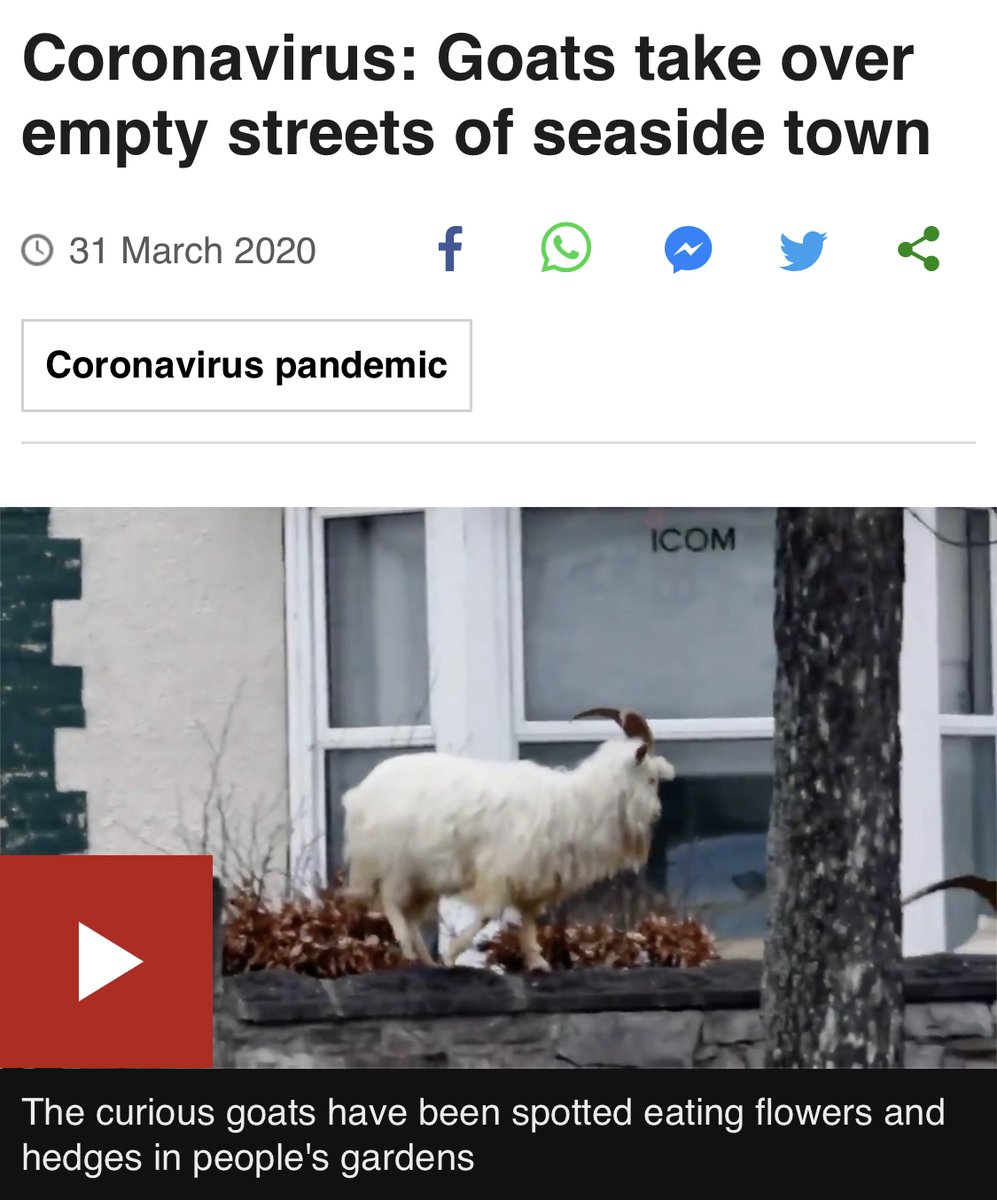 Coronavirus: Goats take over
empty streets of seaside town
31 March 2020
Coronavirus pandemic
ICOM
The curious goats have been spotted eating flowers and
hedges in people's gardens